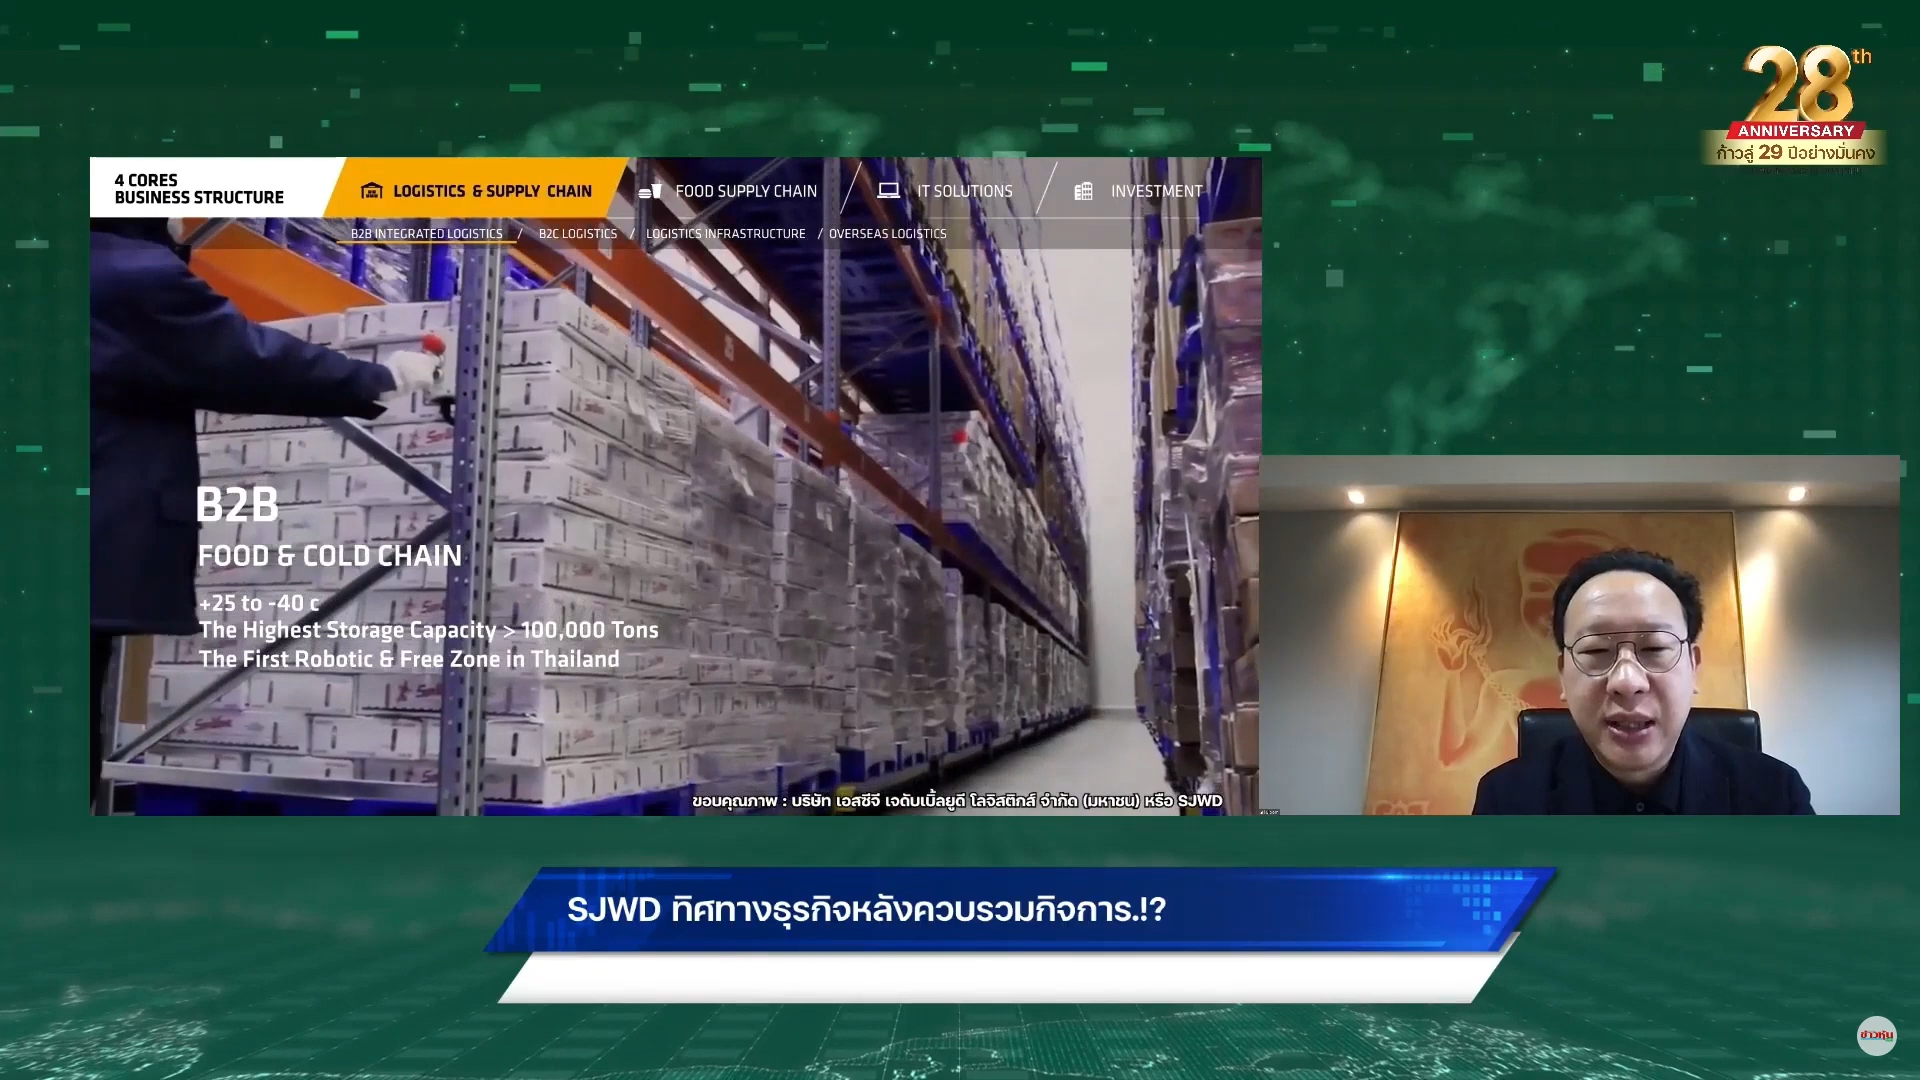 28th
ANNIVERSARY
ก้าวสู่ 29 ปีอย่างมั่นคง
4 CORES
BUSINESS STRUCTURE
LOGISTICS & SUPPLY CHAIN
FOOD SUPPLY CHAIN
IT SOLUTIONS
INVESTMENT
B2B INTEGRATED LOGISTICS / B2C LOGISTICS / LOGISTICS INFRASTRUCTURE / OVERSEAS LOGISTICS
B2B
FOOD & COLD CHAIN
+25 to -40 c
The Highest Storage Capacity > 100,000 Tons
The First Robotic & Free Zone in Thailand
ขอบคุณภาพ : บริษัท เอสซีจี เจดับเบิ้ลยูดี โลจิสติกส์ จำกัด (มหาชน) หรือ SJWD
SJWD ทิศทางธุรกิจหลังควบรวมกิจการ.!?
ข่าวหุ้น